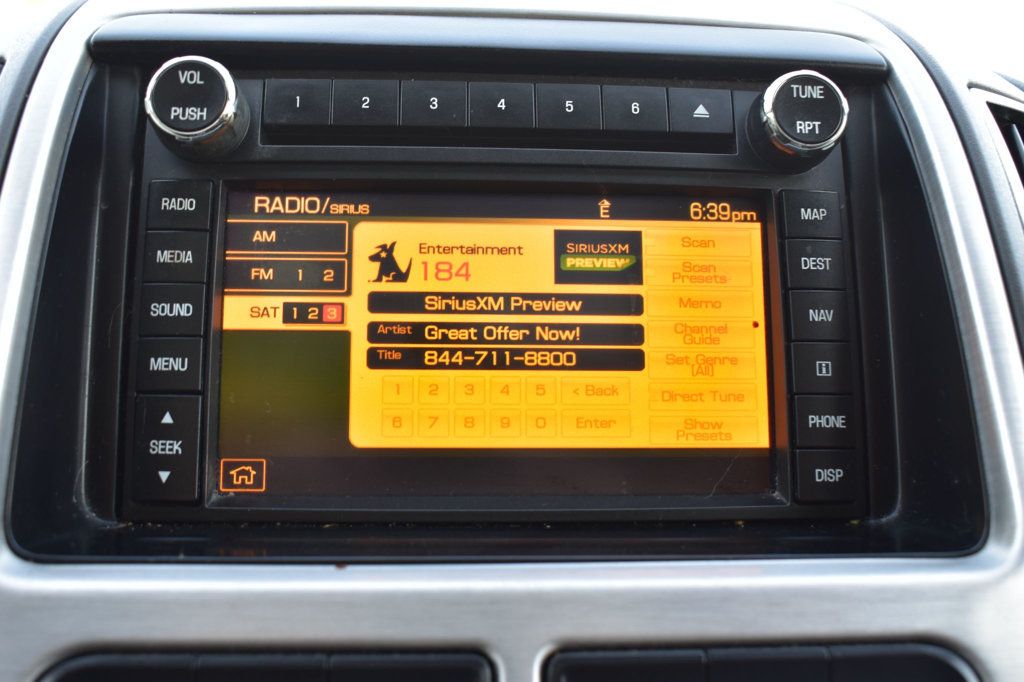 VOL
PUSH
1 2 3 4 5 6
TUNE
RPT
RADIO
MEDIA
SOUND
MENU
SEEK
RADIO/SIRIUS
E
6:39pm
AM
FM 1 2
SAT 1 2 3
Entertainment
184
SIRIUSXM
PREVIEW
SiriusXM Preview
Artist Great Offer Now!
Title 844-711-8800
1 2 3 4 5 < Back
6 7 8 9 0 Enter
Scan
Scan
Presets
Memo
Channel
Guide
Set Genre
[All]
Direct Tune
Show
Presets
MAP
DEST
NAV
i
PHONE
DISP